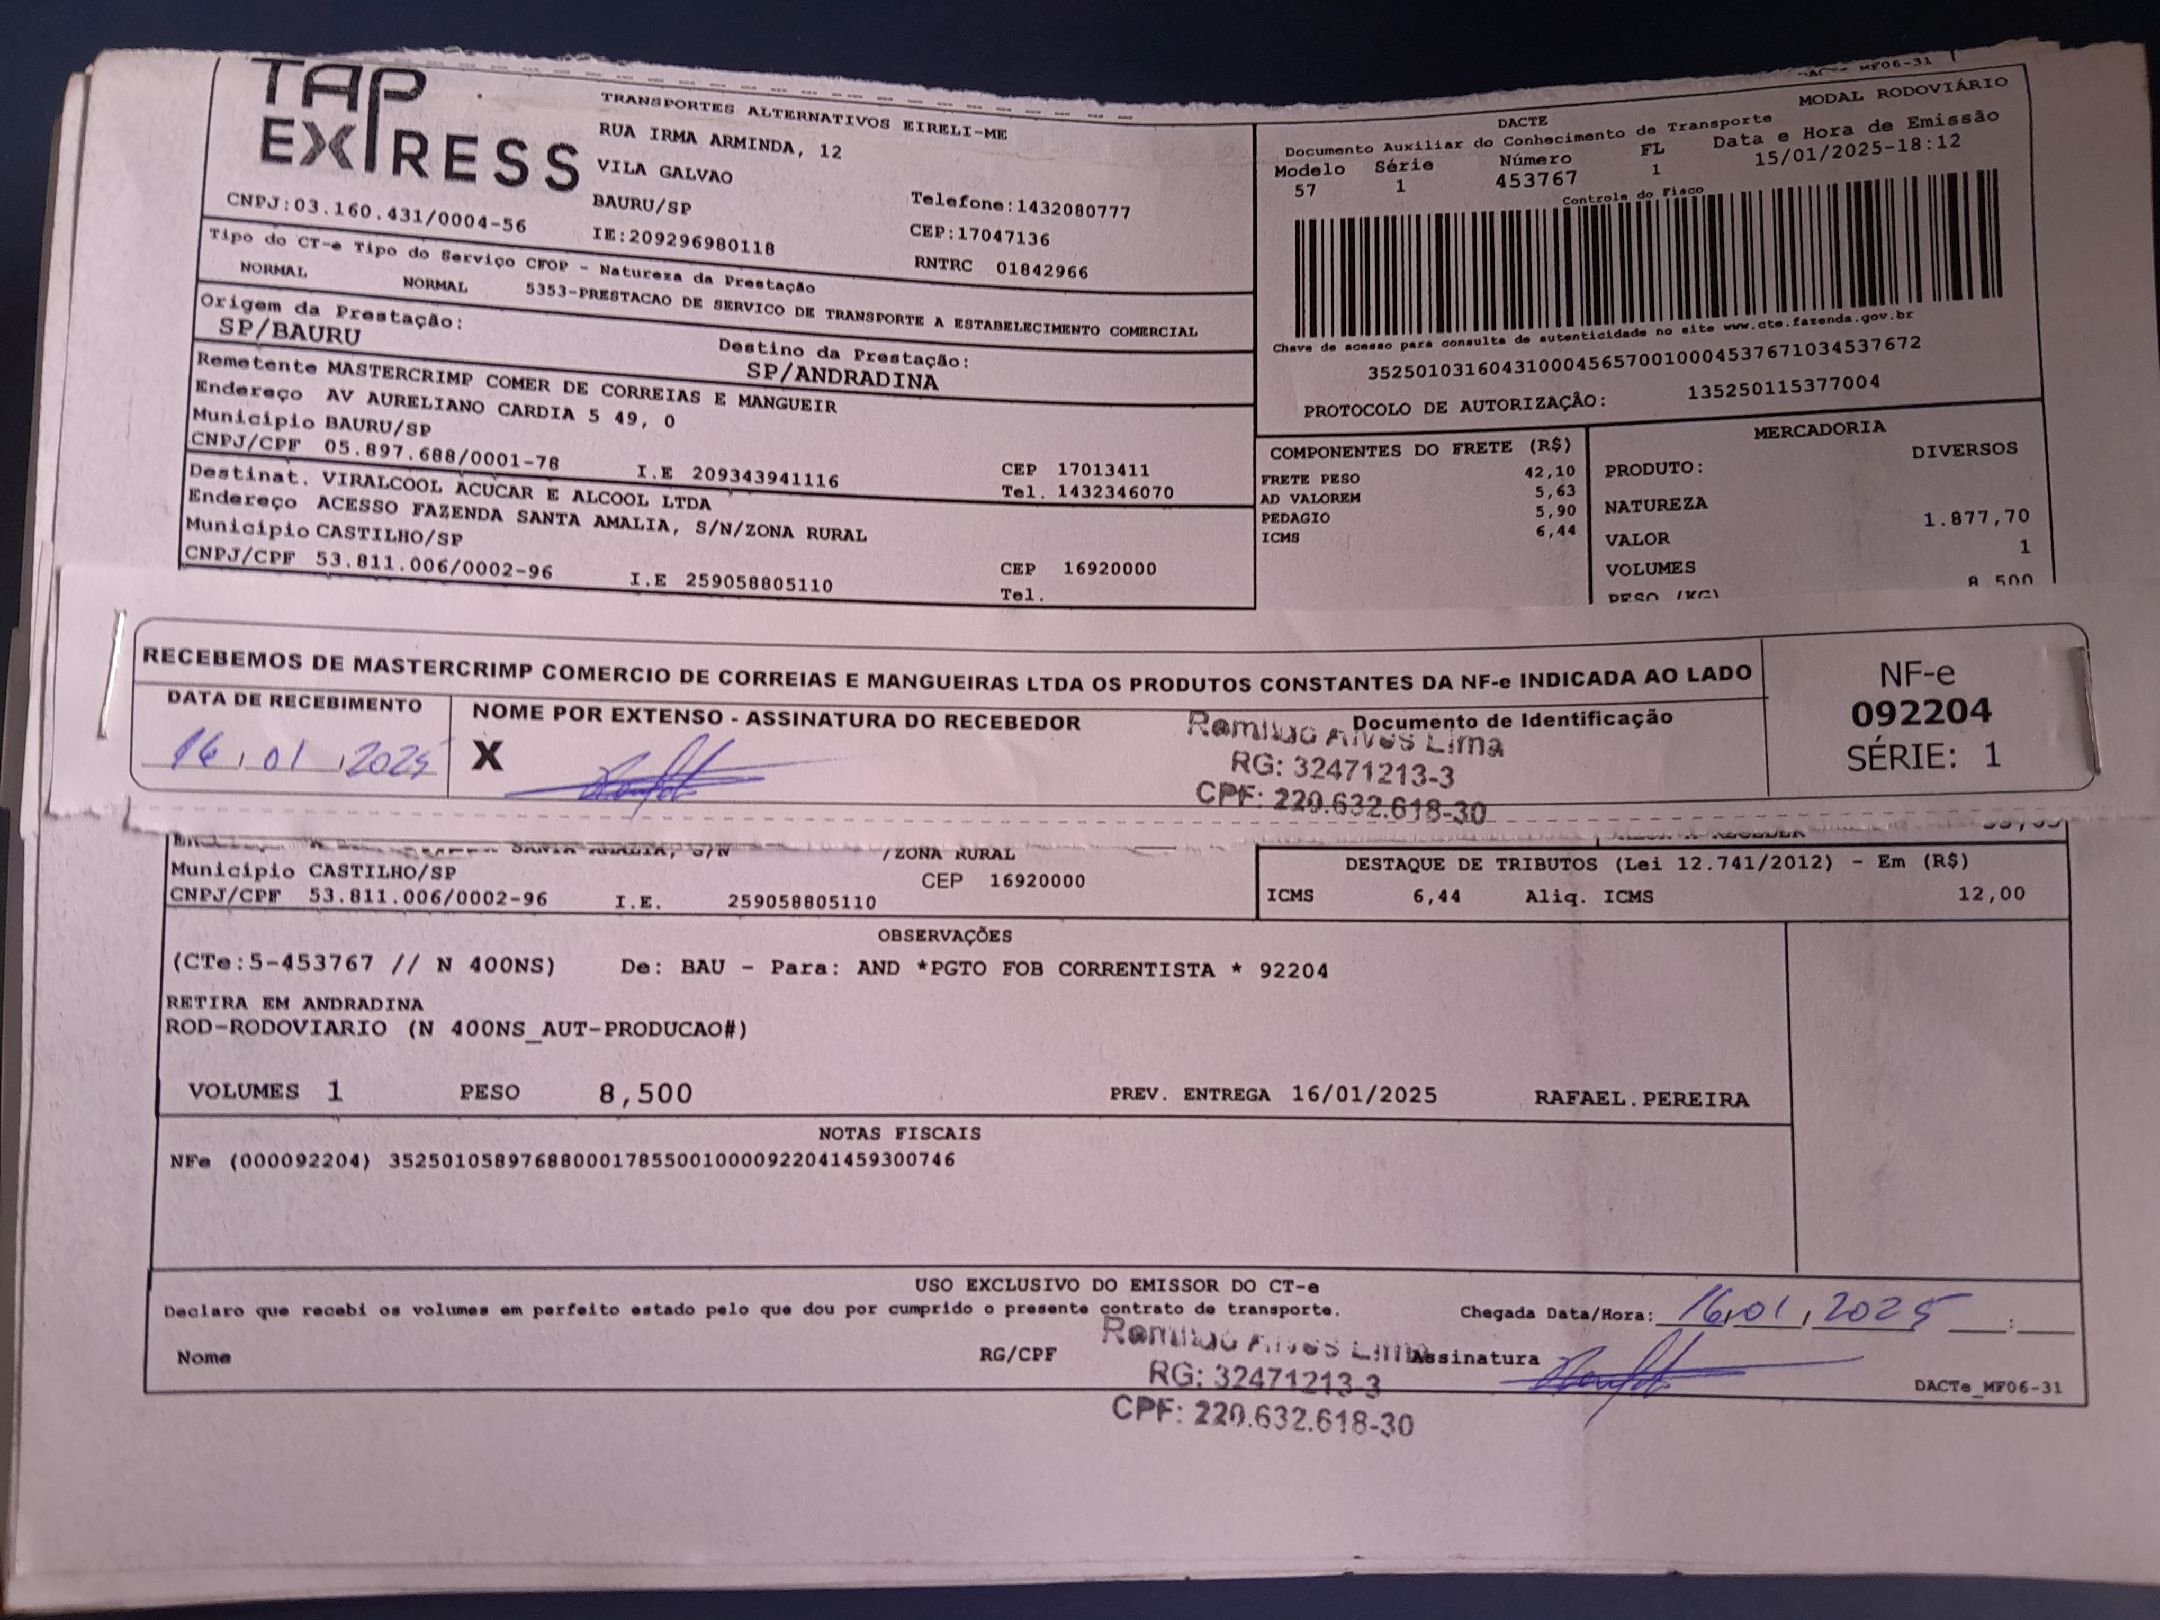 TAP
EXPRESS
CNPJ:03.160.431/0004-56
TRANSPORTES ALTERNATIVOS EIRELI-ME
RUA IRMA ARMINDA, 12
VILA GALVAO
BAURU/SP
IE:209296980118
Telefone:1432080777
CEP:17047136
RNTRC 01842966
MF06-31
DACTE
MODAL RODOVIÁRIO
Documento Auxiliar do Conhecimento de Transporte
Modelo Série Número FL Data e Hora de Emissão
57 1 453767 1 15/01/2025-18:12
Controle do Fisco
Chave de acesso para consulta de autenticidade no site www.cte.fazenda.gov.br
35250103160431000456570010004537671034537672
PROTOCOLO DE AUTORIZAÇÃO: 135250115377004
Tipo do CT-e Tipo do Serviço CFOP - Natureza da Prestação
NORMAL NORMAL 5353-PRESTACAO DE SERVICO DE TRANSPORTE A ESTABELECIMENTO COMERCIAL
Origem da Prestação: Destino da Prestação:
SP/BAURU SP/ANDRADINA
Remetente MASTERCRIMP COMER DE CORREIAS E MANGUEIR
Endereço AV AURELIANO CARDIA 5 49, 0
Município BAURU/SP CEP 17013411
CNPJ/CPF 05.897.688/0001-78 I.E 209343941116 Tel. 1432346070
Destinat. VIRALCOOL ACUCAR E ALCOOL LTDA
Endereço ACESSO FAZENDA SANTA AMALIA, S/N/ZONA RURAL
Município CASTILHO/SP CEP 16920000
CNPJ/CPF 53.811.006/0002-96 I.E 259058805110 Tel.
COMPONENTES DO FRETE (R$)
FRETE PESO 42,10
AD VALOREM 5,63
PEDAGIO 5,90
ICMS 6,44
MERCADORIA
PRODUTO: DIVERSOS
NATUREZA
VALOR 1.877,70
VOLUMES 1
PESO (KG) 8,500
RECEBEMOS DE MASTERCRIMP COMERCIO DE CORREIAS E MANGUEIRAS LTDA OS PRODUTOS CONSTANTES DA NF-e INDICADA AO LADO
DATA DE RECEBIMENTO
16, 01, 2025
NOME POR EXTENSO - ASSINATURA DO RECEBEDOR
X
Documento de Identificação
Alves Lima
RG: 32471213-3
CPF: 220.632.618-30
NF-e
092204
SÉRIE: 1
SANTA AMALIA, S/N /ZONA RURAL
Município CASTILHO/SP CEP 16920000
CNPJ/CPF 53.811.006/0002-96 I.E. 259058805110
DESTAQUE DE TRIBUTOS (Lei 12.741/2012) - Em (R$)
ICMS 6,44 Aliq. ICMS 12,00
OBSERVAÇÕES
(CTe:5-453767 // N 400NS) De: BAU - Para: AND *PGTO FOB CORRENTISTA * 92204
RETIRA EM ANDRADINA
ROD-RODOVIARIO (N 400NS_AUT-PRODUCAO#)
VOLUMES 1 PESO 8,500 PREV. ENTREGA 16/01/2025 RAFAEL.PEREIRA
NOTAS FISCAIS
NFe (000092204) 35250105897688000178550010000922041459300746
USO EXCLUSIVO DO EMISSOR DO CT-e
Declaro que recebi os volumes em perfeito estado pelo que dou por cumprido o presente contrato de transporte. Chegada Data/Hora: 16, 01, 2025 :
Nome RG/CPF Assinatura
Alves Lima
RG: 32471213-3
CPF: 220.632.618-30
DACTe_MF06-31